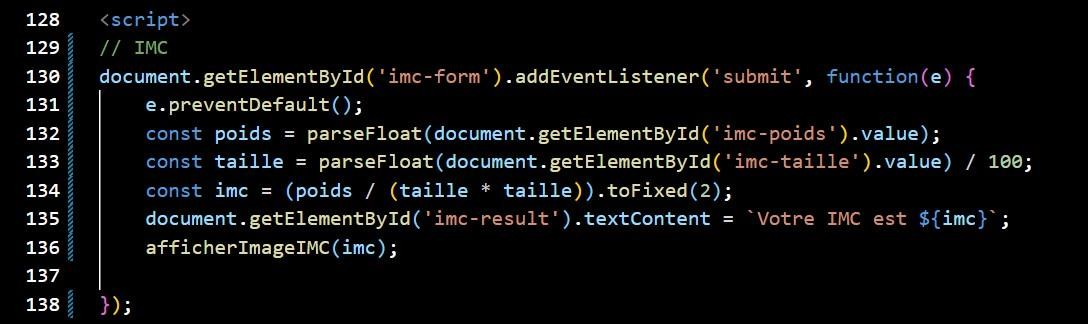 128 <script>
129 // IMC
130 document.getElementById('imc-form').addEventListener('submit', function(e) {
131 e.preventDefault();
132 const poids = parseFloat(document.getElementById('imc-poids').value);
133 const taille = parseFloat(document.getElementById('imc-taille').value) / 100;
134 const imc = (poids / (taille * taille)).toFixed(2);
135 document.getElementById('imc-result').textContent = `Votre IMC est ${imc}`;
136 afficherImageIMC(imc);
137
138 });